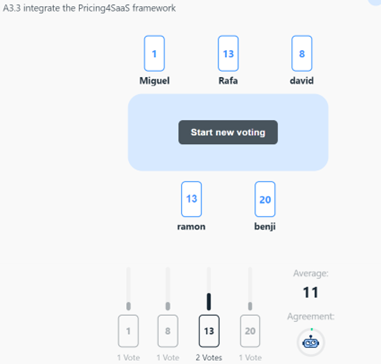 A3.3 integrate the Pricing4SaaS framework
1 13 8
Miguel Rafa david
Start new voting
13 20
ramon benji
Average:
11
Agreement:
1 8 13 20
1 Vote 1 Vote 2 Votes 1 Vote